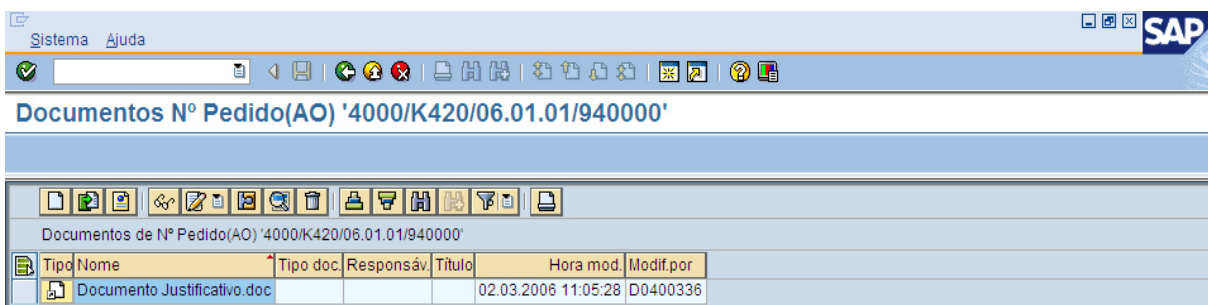 Sistema Ajuda
SAP
Documentos Nº Pedido(AO) '4000/K420/06.01.01/940000'
Documentos de Nº Pedido(AO) '4000/K420/06.01.01/940000'
Tipo Nome Tipo doc. Responsáv. Título Hora mod. Modif.por
Documento Justificativo.doc 02.03.2006 11:05:28 D0400336